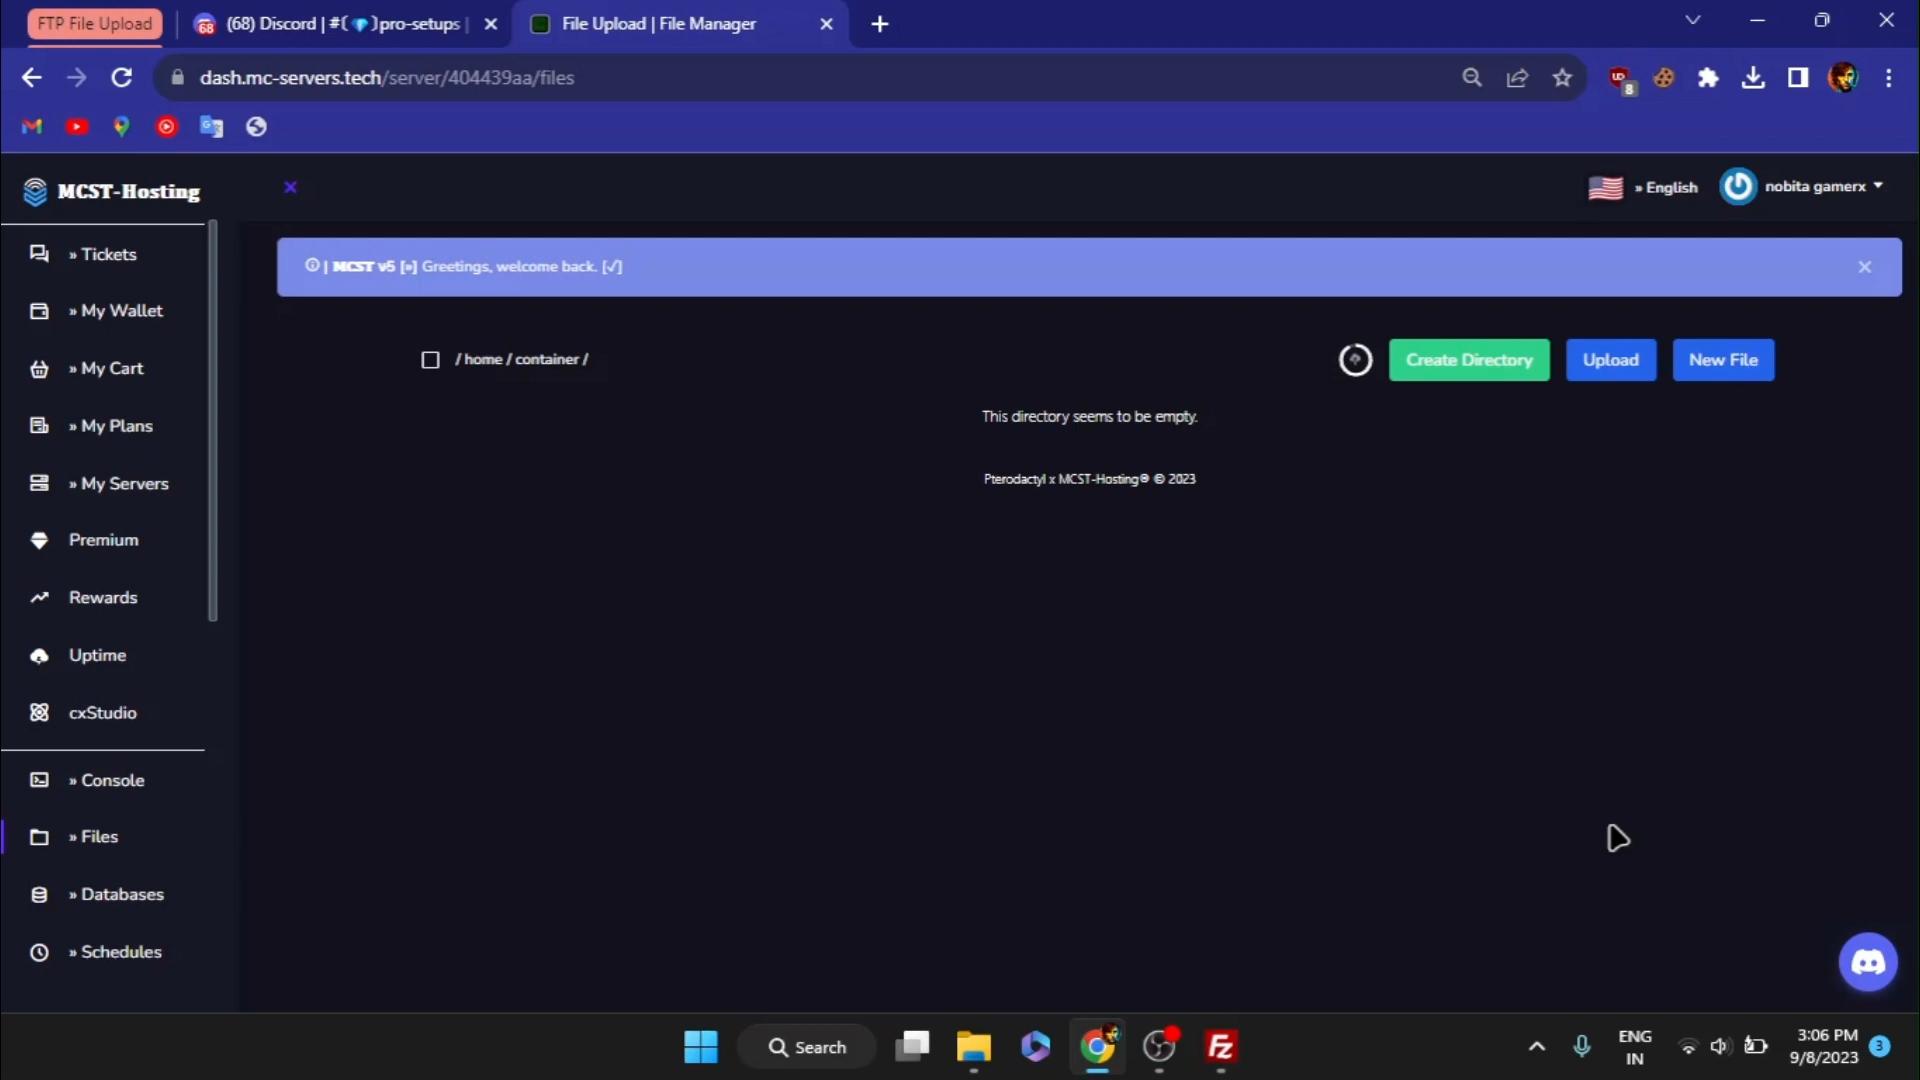 FTP File Upload
(68) Discord | #〔💎〕pro-setups |
File Upload | File Manager
dash.mc-servers.tech/server/404439aa/files
MCST-Hosting
» English
nobita gamerx
» Tickets
| MCST v5 [»] Greetings, welcome back. [√]
» My Wallet
/ home / container /
Create Directory
Upload
New File
» My Cart
This directory seems to be empty.
» My Plans
Pterodactyl x MCST-Hosting® © 2023
» My Servers
Premium
Rewards
Uptime
cxStudio
» Console
» Files
» Databases
» Schedules
Search
ENG
IN
3:06 PM
9/8/2023
3